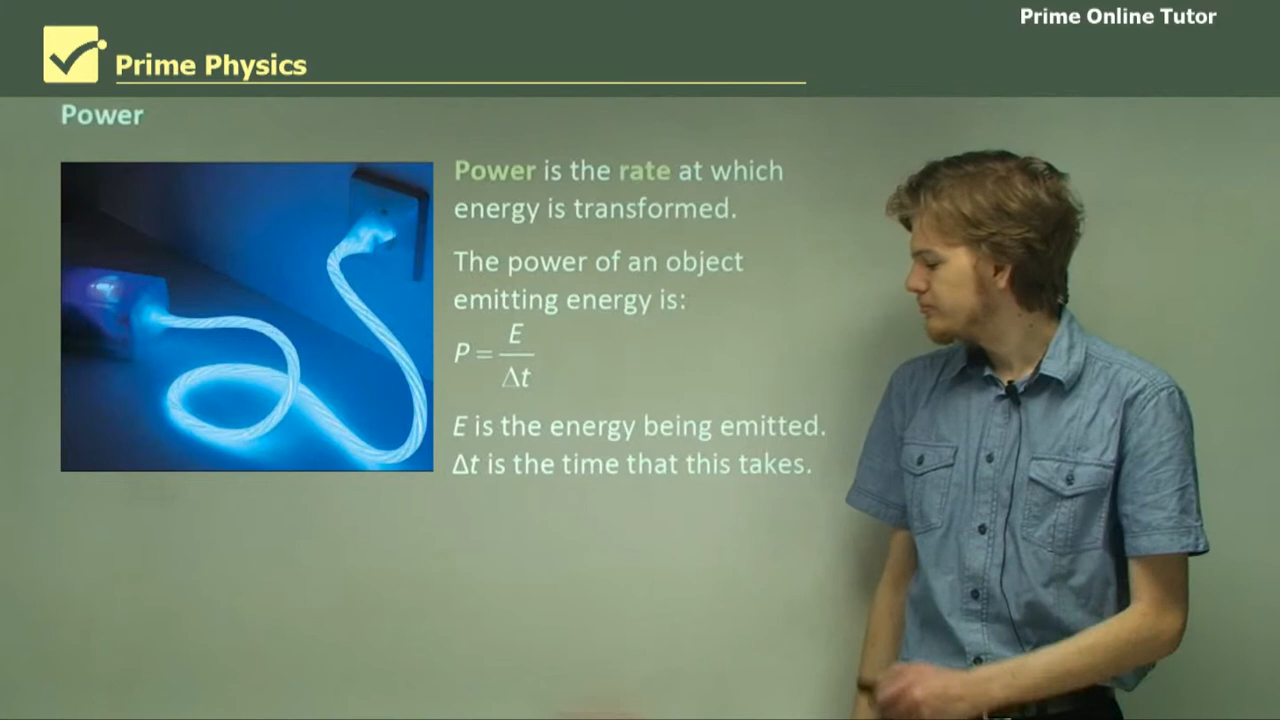 Prime Online Tutor
Prime Physics
Power
Power is the rate at which
energy is transformed.
The power of an object
emitting energy is:
P = E / Δt
E is the energy being emitted.
Δt is the time that this takes.